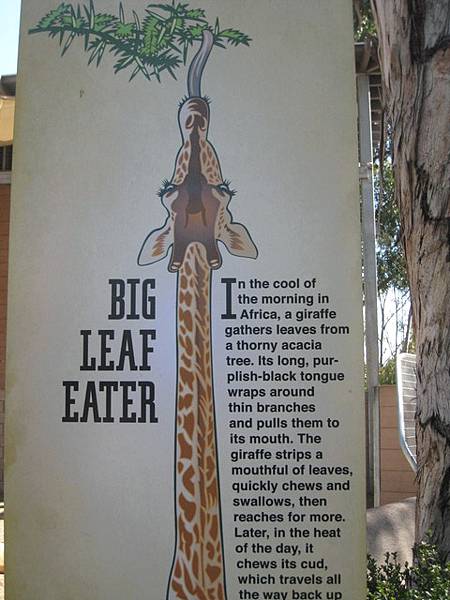 BIG
LEAF
EATER
In the cool of
the morning in
Africa, a giraffe
gathers leaves from
a thorny acacia
tree. Its long, pur-
plish-black tongue
wraps around
thin branches
and pulls them to
its mouth. The
giraffe strips a
mouthful of leaves,
quickly chews and
swallows, then
reaches for more.
Later, in the heat
of the day, it
chews its cud,
which travels all
the way back up